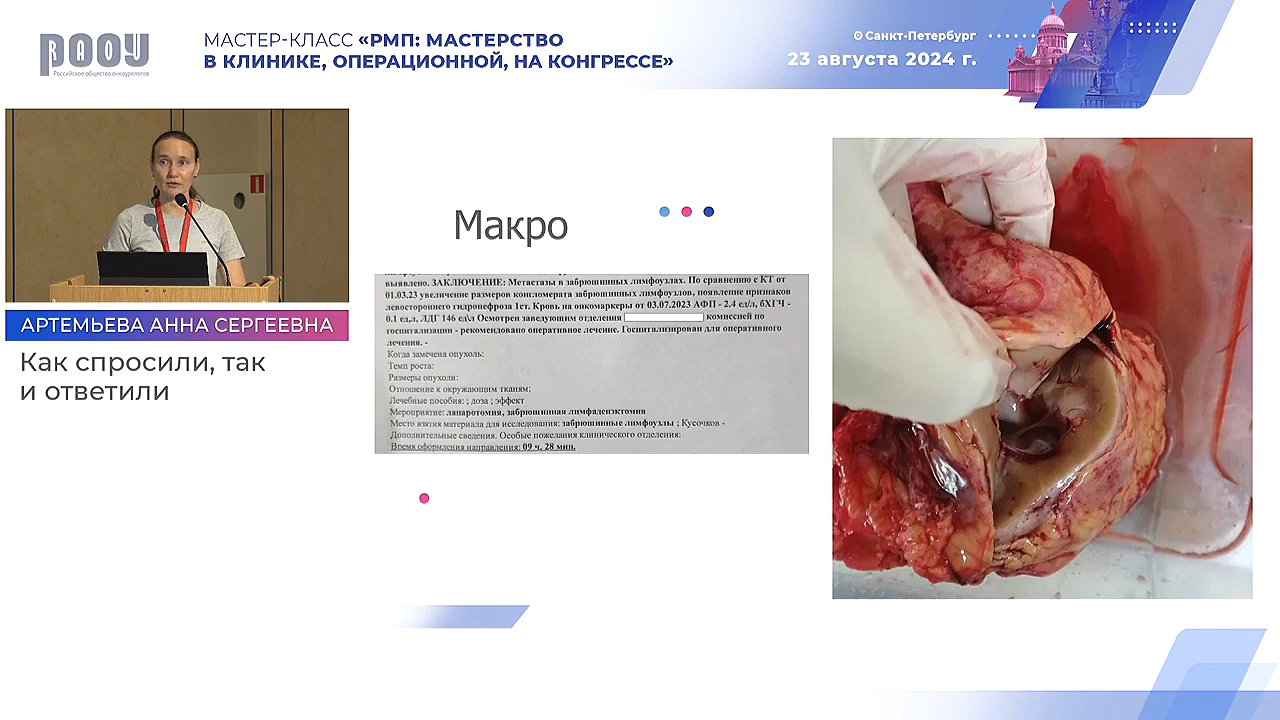 РАОУ
Российское общество онкоурологов
МАСТЕР-КЛАСС «РМП: МАСТЕРСТВО
В КЛИНИКЕ, ОПЕРАЦИОННОЙ, НА КОНГРЕССЕ»
Санкт-Петербург
23 августа 2024 г.
АРТЕМЬЕВА АННА СЕРГЕЕВНА
Как спросили, так
и ответили
Макро
выявлено. ЗАКЛЮЧЕНИЕ: Метастазы в забрюшинных лимфоузлах. По сравнению с КТ от
01.03.23 увеличение размеров конгломерата забрюшинных лимфоузлов, появление признаков
левостороннего гидронефроза 1ст. Кровь на онкомаркеры от 03.07.2023 АФП - 2.4 ед/л, бХГЧ -
0.1 ед,л, ЛДГ 146 ед\л Осмотрен заведующим отделения комиссией по
госпитализации - рекомендовано оперативное лечение. Госпитализирован для оперативного
лечения. -
Когда замечена опухоль:
Темп роста:
Размеры опухоли:
Отношение к окружающим тканям:
Лечебные пособия: ; доза ; эффект
Мероприятие: лапаротомия, забрюшинная лимфаденэктомия
Место взятия материала для исследования: забрюшинные лимфоузлы ; Кусочков -
Дополнительные сведения. Особые пожелания клинического отделения:
Время оформления направления: 09 ч. 28 мин.